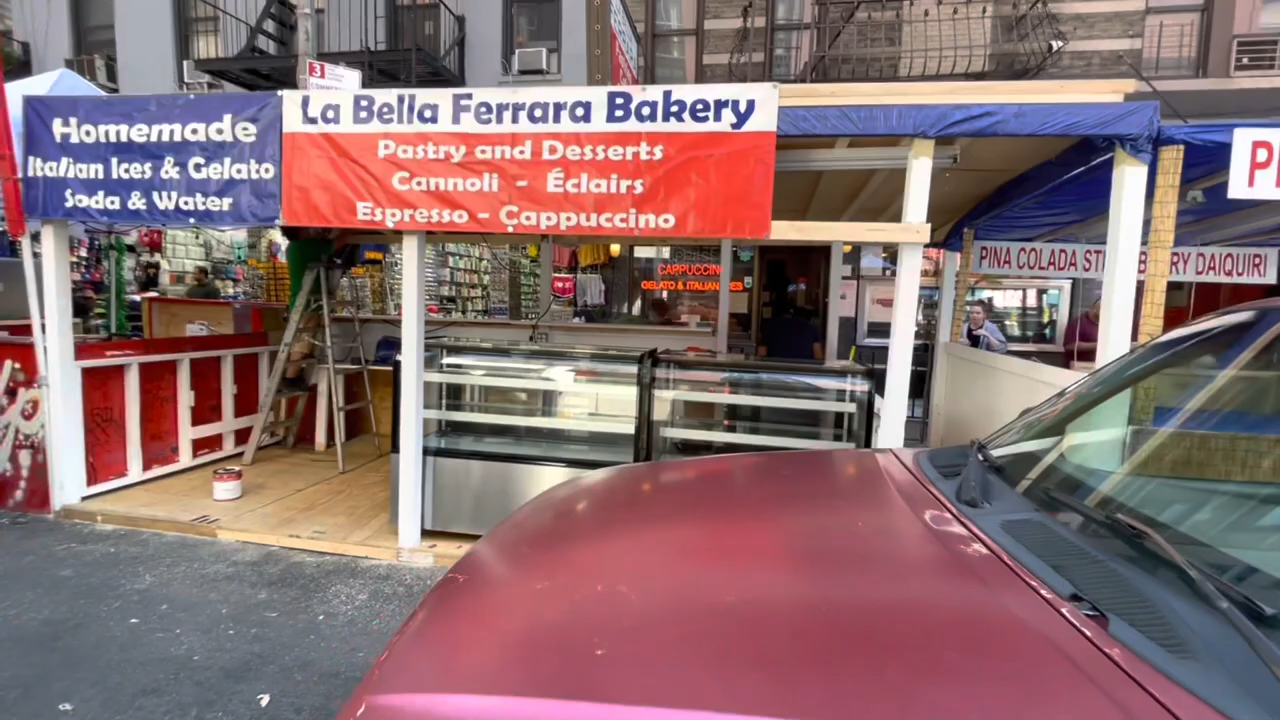 Homemade
Italian Ices & Gelato
Soda & Water
3
La Bella Ferrara Bakery
Pastry and Desserts
Cannoli - Éclairs
Espresso - Cappuccino
CAPPUCCINO
GELATO & ITALIAN ICES
PINA COLADA
DAIQUIRI